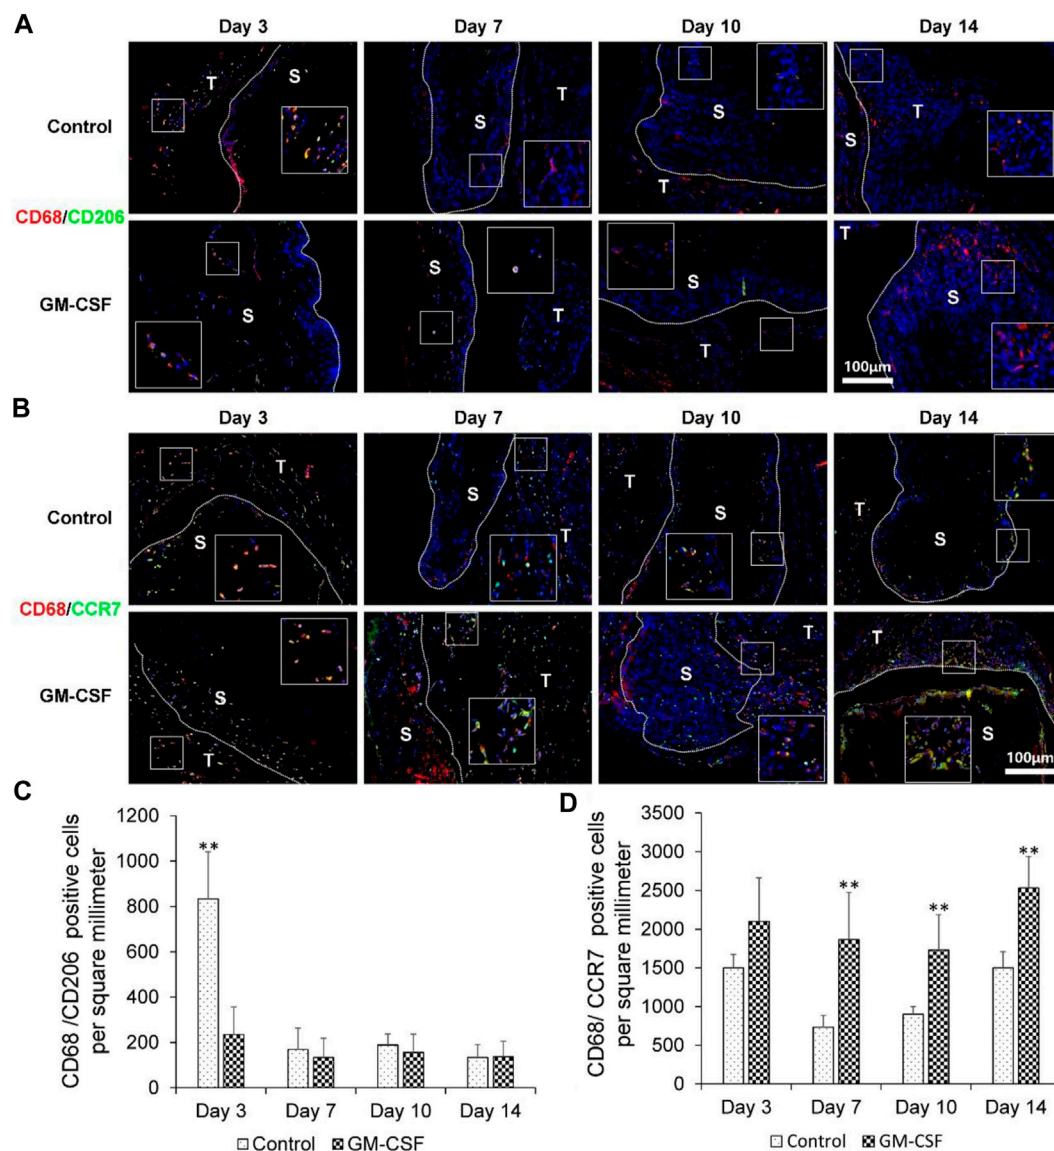 A
Day 3 Day 7 Day 10 Day 14
Control
T S S T S T S T
CD68/CD206
GM-CSF
S S T S T T S
100µm
B
Day 3 Day 7 Day 10 Day 14
Control
T S S T T S T S
CD68/CCR7
GM-CSF
S T S T S T T S
100µm
C
CD68 /CD206 positive cells
per square millimeter
1200
1000
800
600
400
200
0
**
Day 3 Day 7 Day 10 Day 14
Control GM-CSF
D
CD68/ CCR7 positive cells
per square millimeter
3500
3000
2500
2000
1500
1000
500
0
** ** **
Day 3 Day 7 Day 10 Day 14
Control GM-CSF